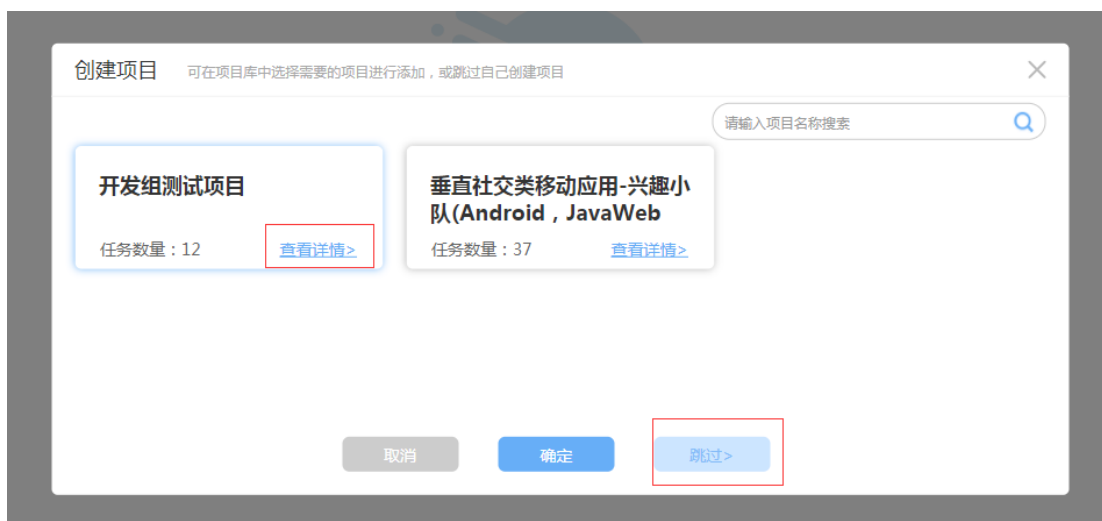 创建项目 可在项目库中选择需要的项目进行添加，或跳过自己创建项目
请输入项目名称搜索
开发组测试项目
任务数量：12 查看详情>
垂直社交类移动应用-兴趣小
队(Android，JavaWeb
任务数量：37 查看详情>
取消 确定 跳过>